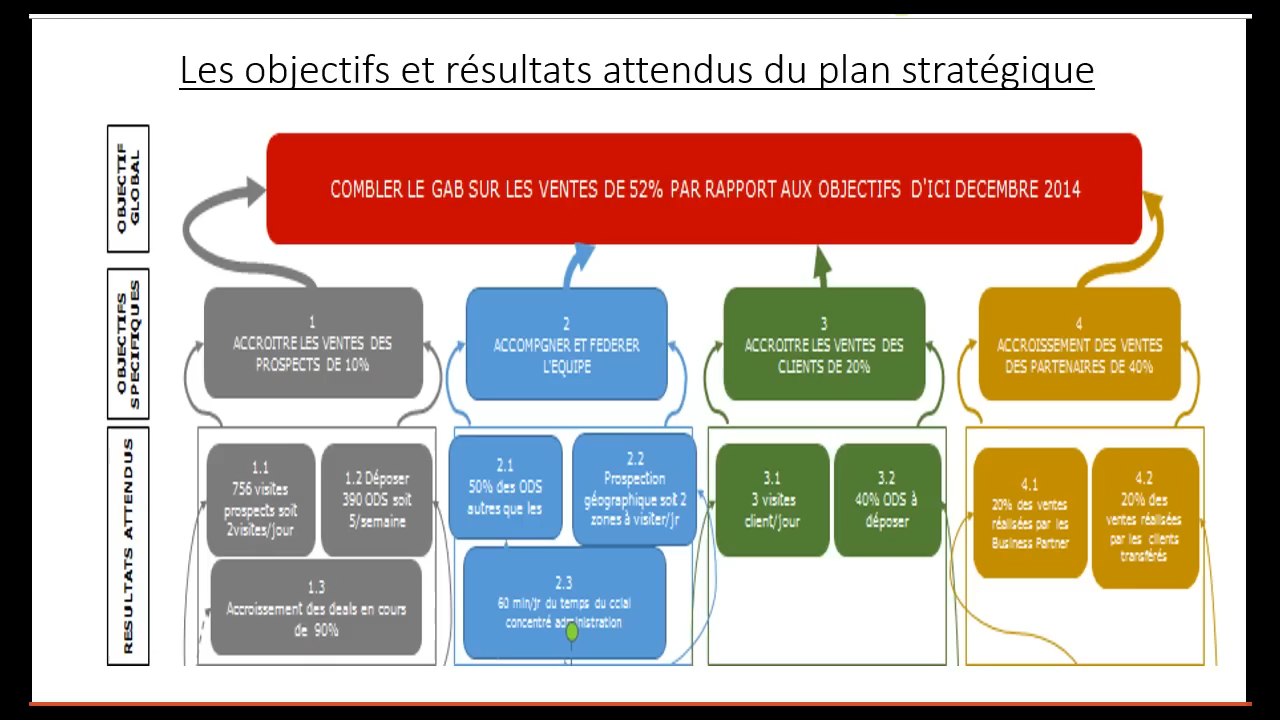 Les objectifs et résultats attendus du plan stratégique
OBJECTIF
GLOBAL
COMBLER LE GAB SUR LES VENTES DE 52% PAR RAPPORT AUX OBJECTIFS D'ICI DECEMBRE 2014
OBJECTIFS
SPECIFIQUES
1
ACCROITRE LES VENTES DES
PROSPECTS DE 10%
2
ACCOMPGNER ET FEDERER
L'EQUIPE
3
ACCROITRE LES VENTES DES
CLIENTS DE 20%
4
ACCROISSEMENT DES VENTES
DES PARTENAIRES DE 40%
RESULTATS ATTENDUS
1.1
756 visites
prospects soit
2visites/jour
1.2 Déposer
390 ODS soit
5/semaine
1.3
Accroissement des deals en cours
de 90%
2.1
50% des ODS
autres que les
2.2
Prospection
géographique soit 2
zones à visiter/jr
2.3
60 min/jr du temps du cclal
concentré administration
3.1
3 visites
client/jour
3.2
40% ODS à
déposer
4.1
20% des ventes
réalisées par les
Business Partner
4.2
20% des
ventes réalisées
par les clients
transférés